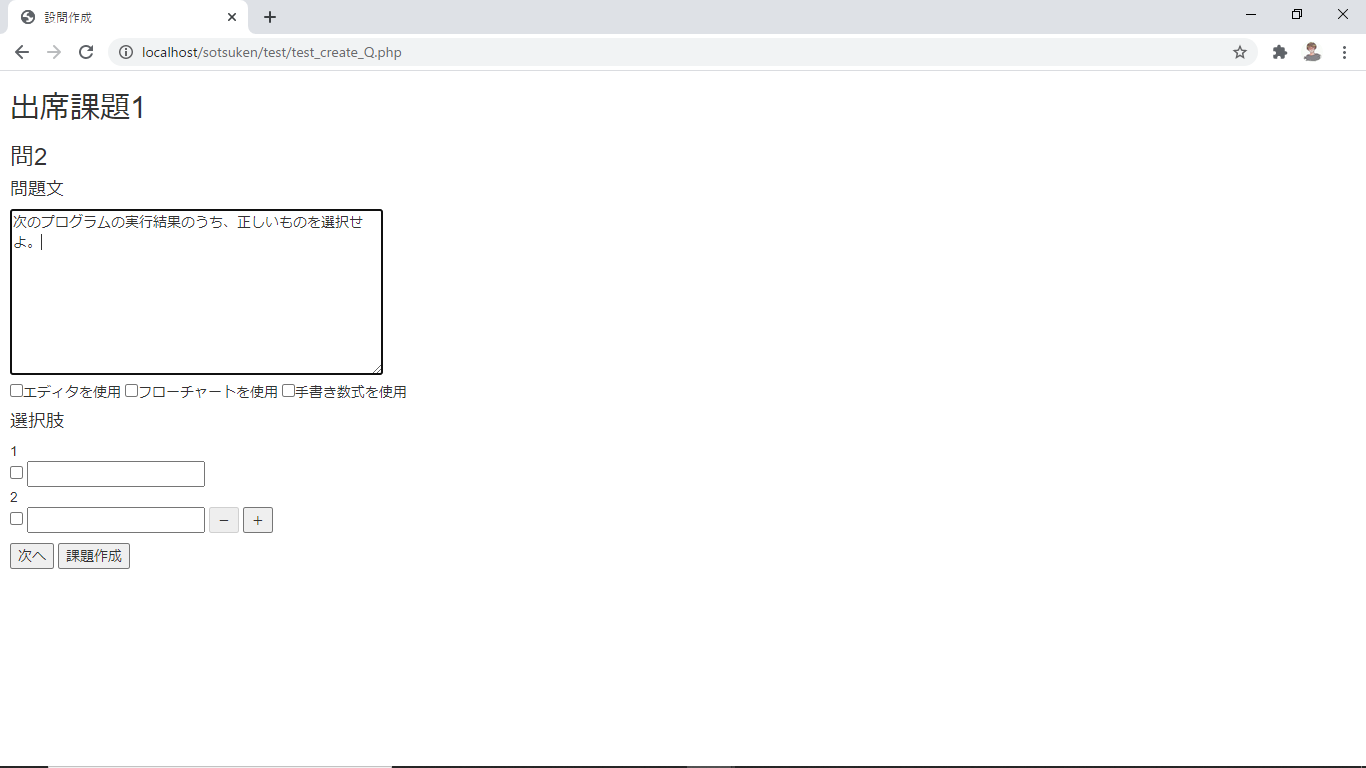 設問作成
localhost/sotsuken/test/test_create_Q.php
出席課題1
問2
問題文
次のプログラムの実行結果のうち、正しいものを選択せ
よ。
エディタを使用 フローチャートを使用 手書き数式を使用
選択肢
1
2
− +
次へ 課題作成